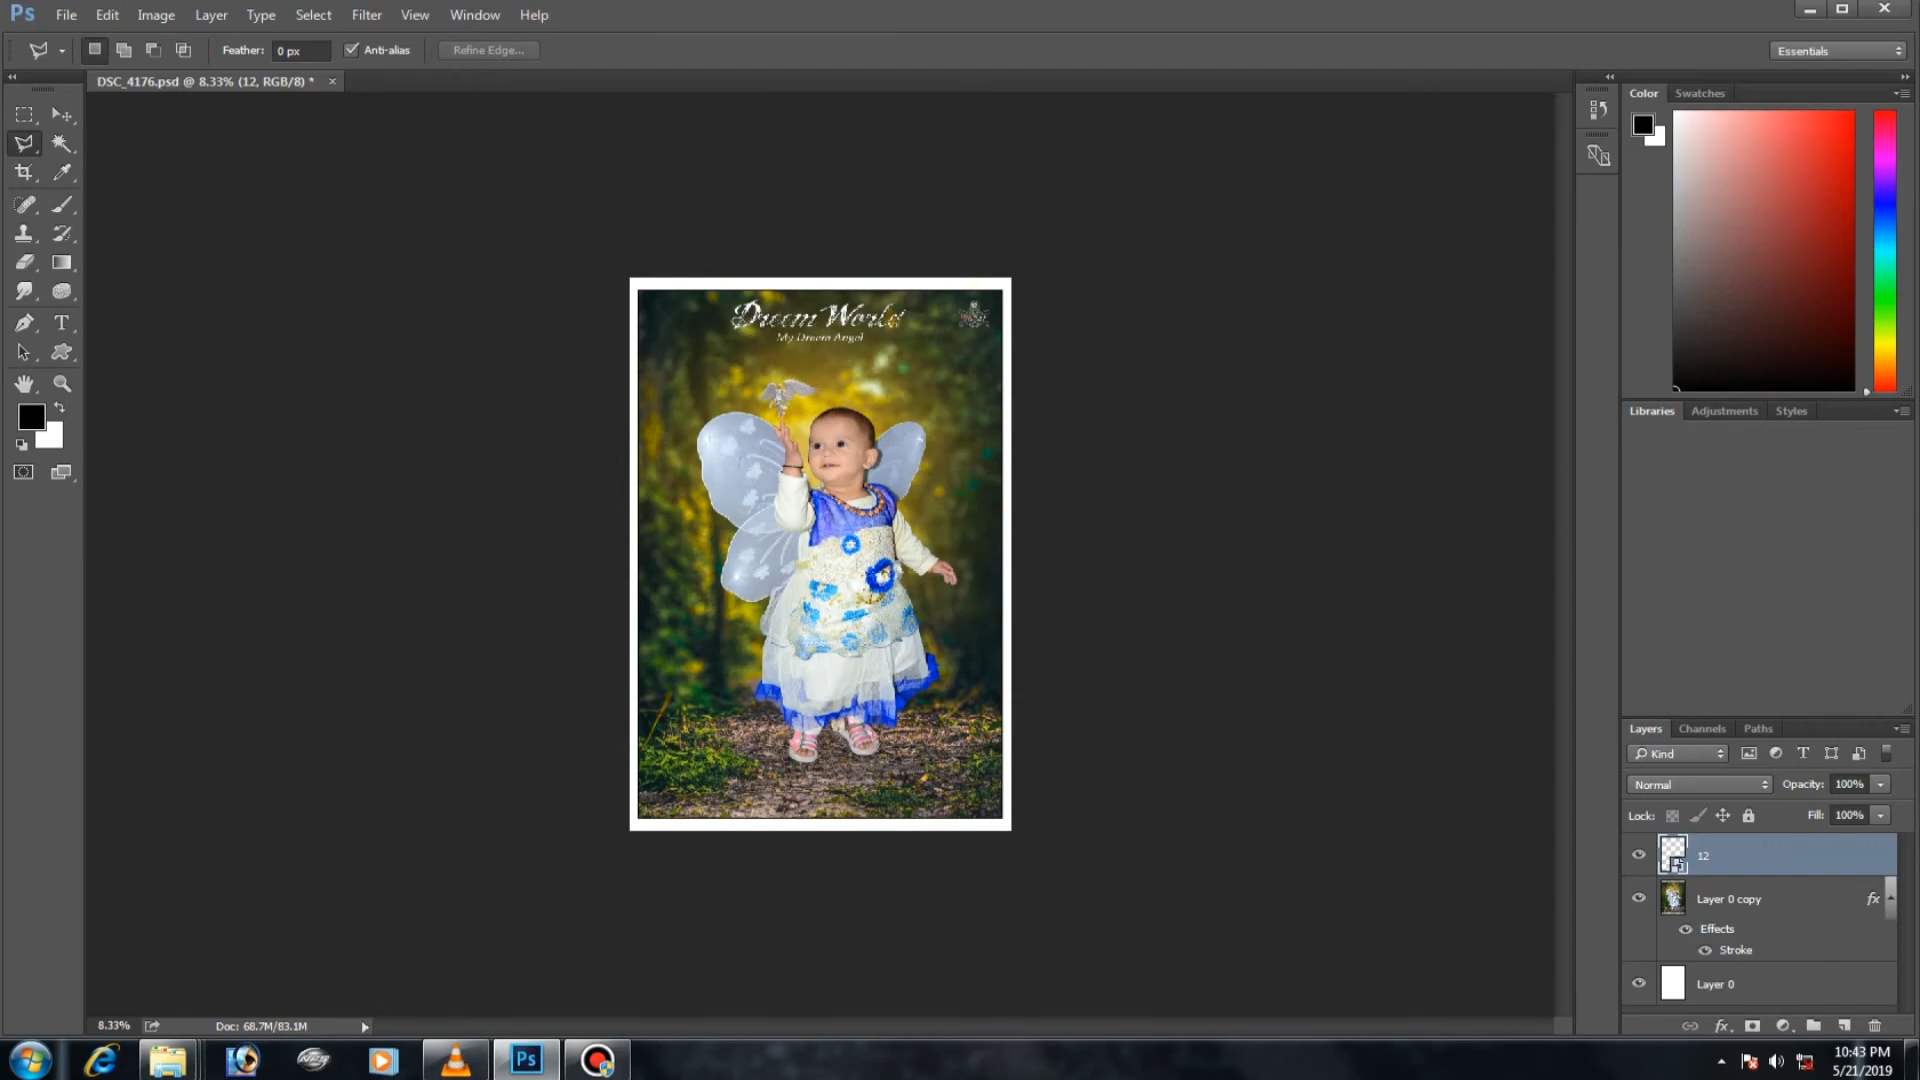 Ps File Edit Image Layer Type Select Filter View Window Help
Feather: 0 px Anti-alias Refine Edge... Essentials
DSC_4176.psd @ 8.33% (12, RGB/8) * ×
Color Swatches
Dream World
My Dream Angel
Libraries Adjustments Styles
Layers Channels Paths
Kind
Normal Opacity: 100%
Lock: Fill: 100%
12
Layer 0 copy fx
Effects
Stroke
Layer 0
8.33% Doc: 68.7M/83.1M
Ps
10:43 PM
5/21/2019